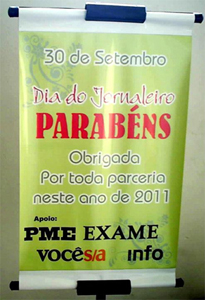 30 de Setembro
Dia do Jornaleiro
PARABÉNS
Obrigada
Por toda parceria
neste ano de 2011
Apoio:
PME EXAME
você s/a info